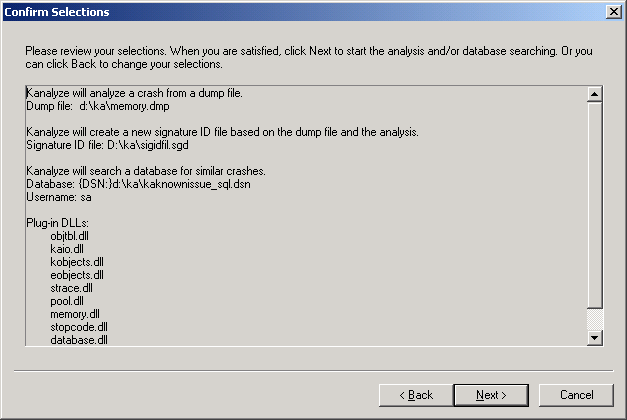 Confirm Selections
Please review your selections. When you are satisfied, click Next to start the analysis and/or database searching. Or you
can click Back to change your selections.
Kanalyze will analyze a crash from a dump file.
Dump file:  d:\ka\memory.dmp
Kanalyze will create a new signature ID file based on the dump file and the analysis.
Signature ID file: D:\ka\sigidfil.sgd
Kanalyze will search a database for similar crashes.
Database: {DSN:}d:\ka\kaknownissue_sql.dsn
Username: sa
Plug-in DLLs:
objtbl.dll
kaio.dll
kobjects.dll
eobjects.dll
strace.dll
pool.dll
memory.dll
stopcode.dll
database.dll
< Back
Next >
Cancel